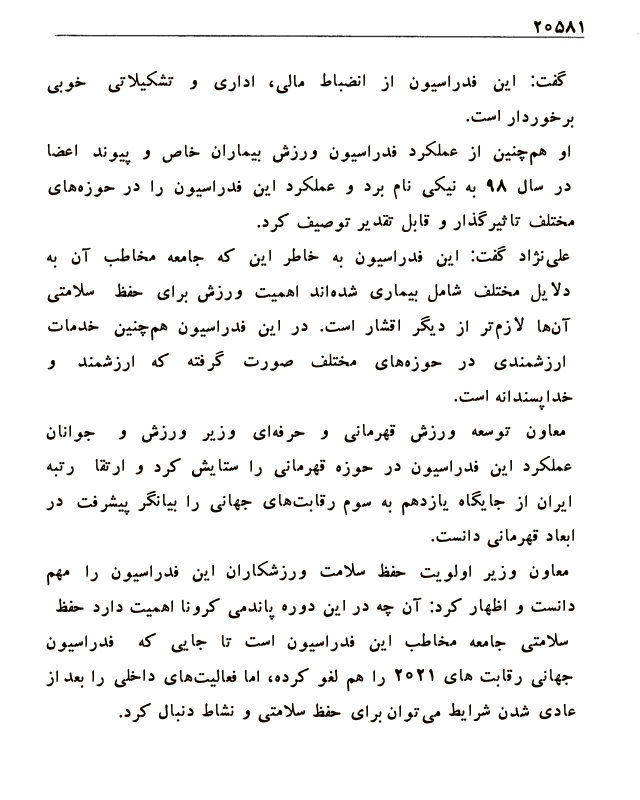 ۲۰۵۸۱
گفت: این فدراسیون از انضباط مالی، اداری و تشکیلاتی خوبی
برخوردار است.
او هم‌چنین از عملکرد فدراسیون ورزش بیماران خاص و پیوند اعضا
در سال ۹۸ به نیکی نام برد و عملکرد این فدراسیون را در حوزه‌های
مختلف تاثیرگذار و قابل تقدیر توصیف کرد.
علی‌نژاد گفت: این فدراسیون به خاطر این که جامعه مخاطب آن به
دلایل مختلف شامل بیماری شده‌اند اهمیت ورزش برای حفظ سلامتی
آن‌ها لازم‌تر از دیگر اقشار است. در این فدراسیون هم‌چنین خدمات
ارزشمندی در حوزه‌های مختلف صورت گرفته که ارزشمند و
خداپسندانه است.
معاون توسعه ورزش قهرمانی و حرفه‌ای وزیر ورزش و جوانان
عملکرد این فدراسیون در حوزه قهرمانی را ستایش کرد و ارتقا رتبه
ایران از جایگاه یازدهم به سوم رقابت‌های جهانی را بیانگر پیشرفت در
ابعاد قهرمانی دانست.
معاون وزیر اولویت حفظ سلامت ورزشکاران این فدراسیون را مهم
دانست و اظهار کرد: آن چه در این دوره پاندمی کرونا اهمیت دارد حفظ
سلامتی جامعه مخاطب این فدراسیون است تا جایی که فدراسیون
جهانی رقابت های ۲۰۲۱ را هم لغو کرده، اما فعالیت‌های داخلی را بعد از
عادی شدن شرایط می‌توان برای حفظ سلامتی و نشاط دنبال کرد.